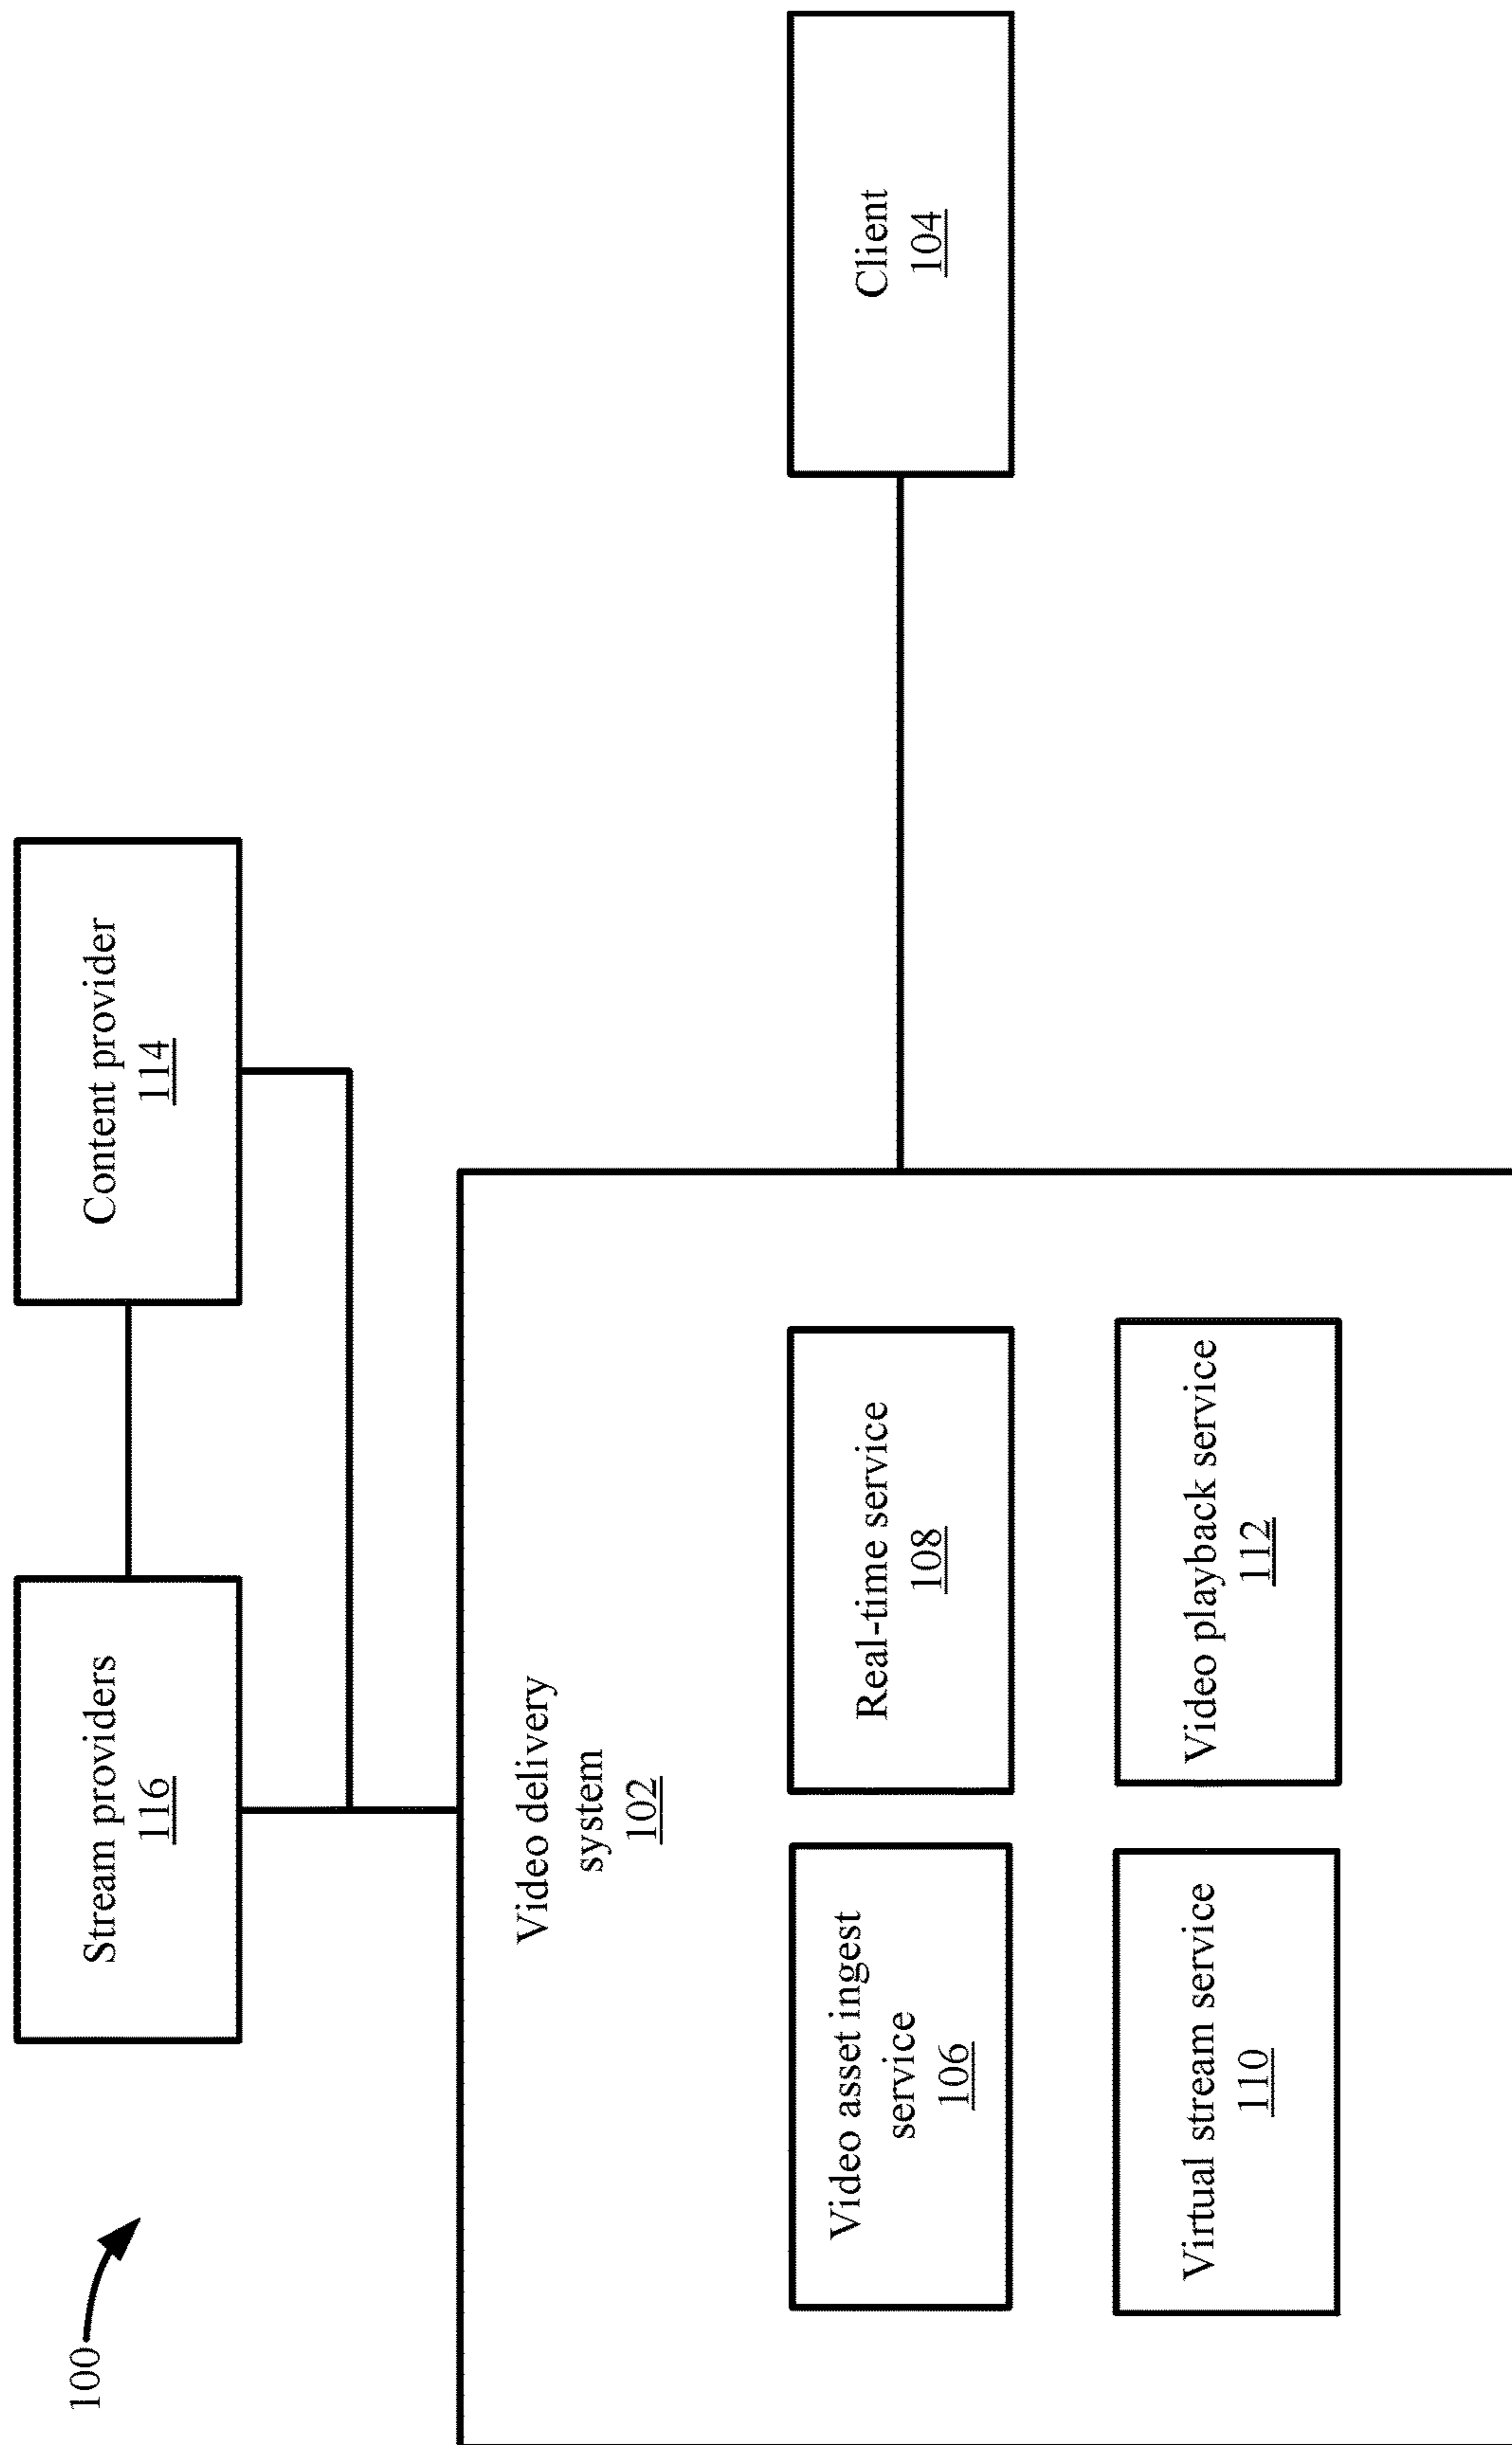 100
Stream providers
116
Content provider
114
Video delivery
system
102
Client
104
Video asset ingest
service
106
Real-time service
108
Virtual stream service
110
Video playback service
112